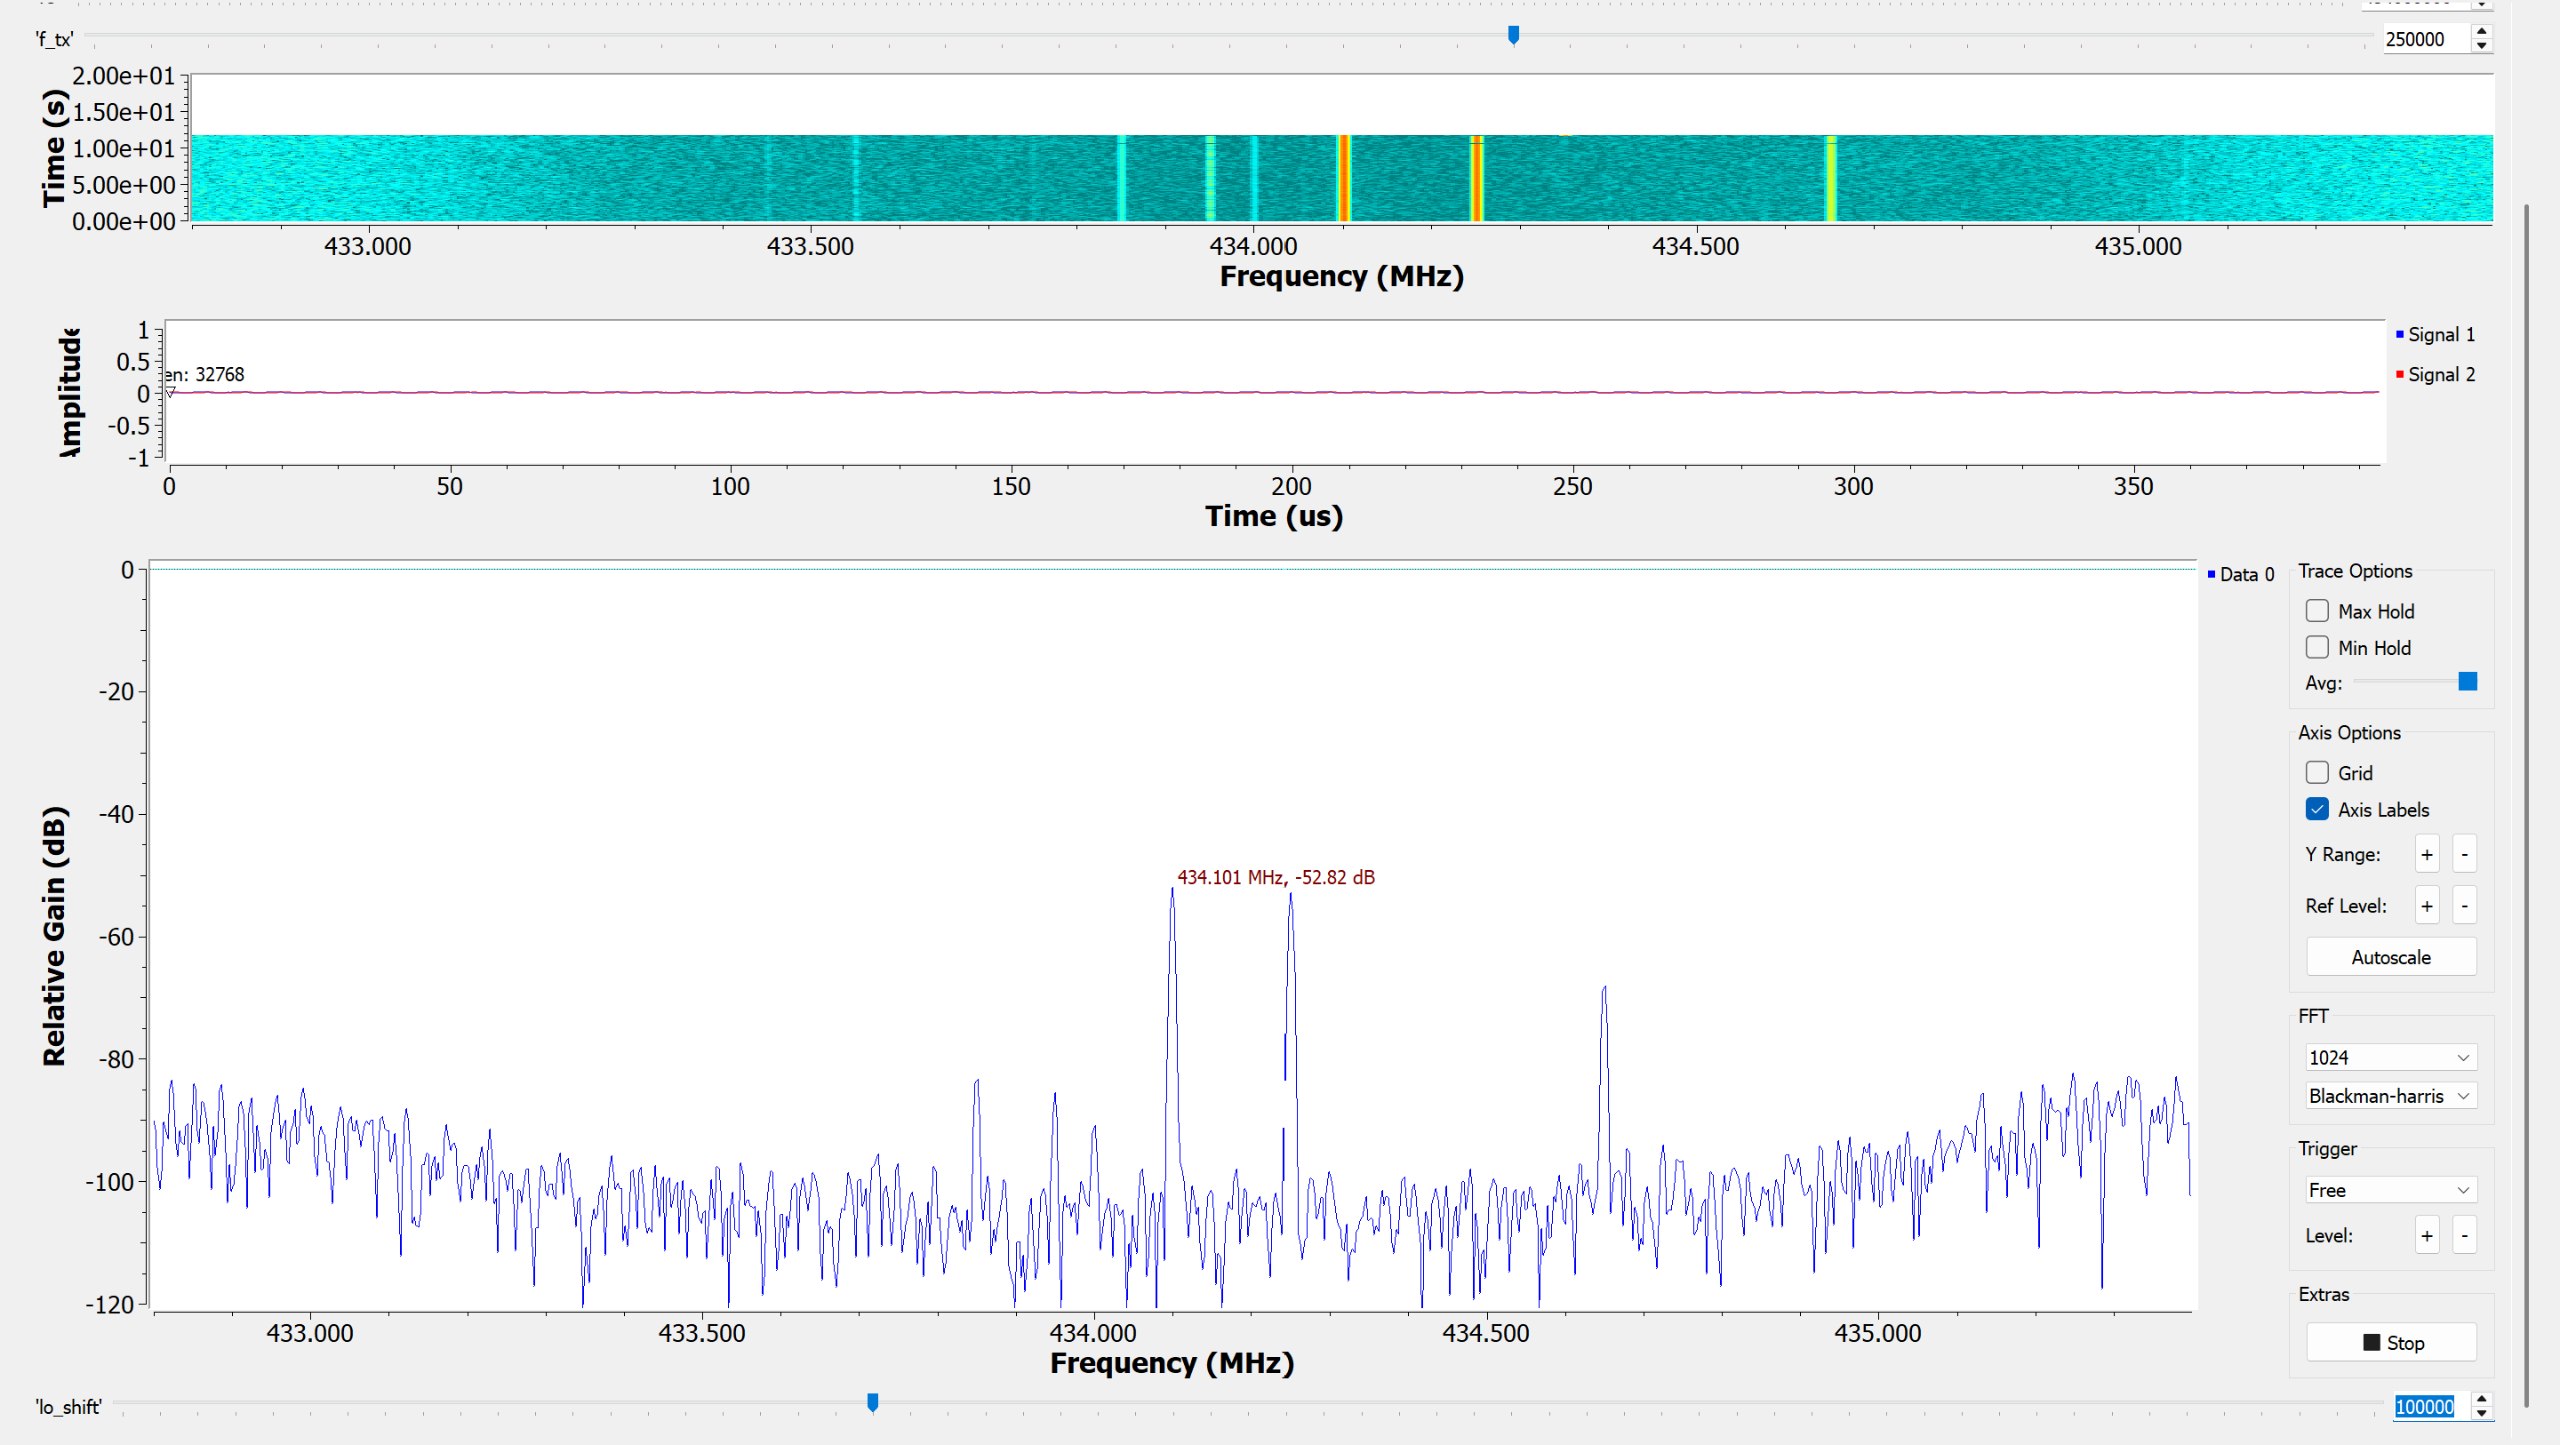 'f_tx'
250000
2.00e+01
1.50e+01
1.00e+01
5.00e+00
0.00e+00
Time (s)
433.000 433.500 434.000 434.500 435.000
Frequency (MHz)
1
0.5
0
-0.5
-1
Amplitude
en: 32768
Signal 1
Signal 2
0 50 100 150 200 250 300 350
Time (us)
0
-20
-40
-60
-80
-100
-120
Relative Gain (dB)
434.101 MHz, -52.82 dB
Data 0
433.000 433.500 434.000 434.500 435.000
Frequency (MHz)
Trace Options
Max Hold
Min Hold
Avg:
Axis Options
Grid
Axis Labels
Y Range: + -
Ref Level: + -
Autoscale
FFT
1024
Blackman-harris
Trigger
Free
Level: + -
Extras
Stop
'lo_shift'
100000